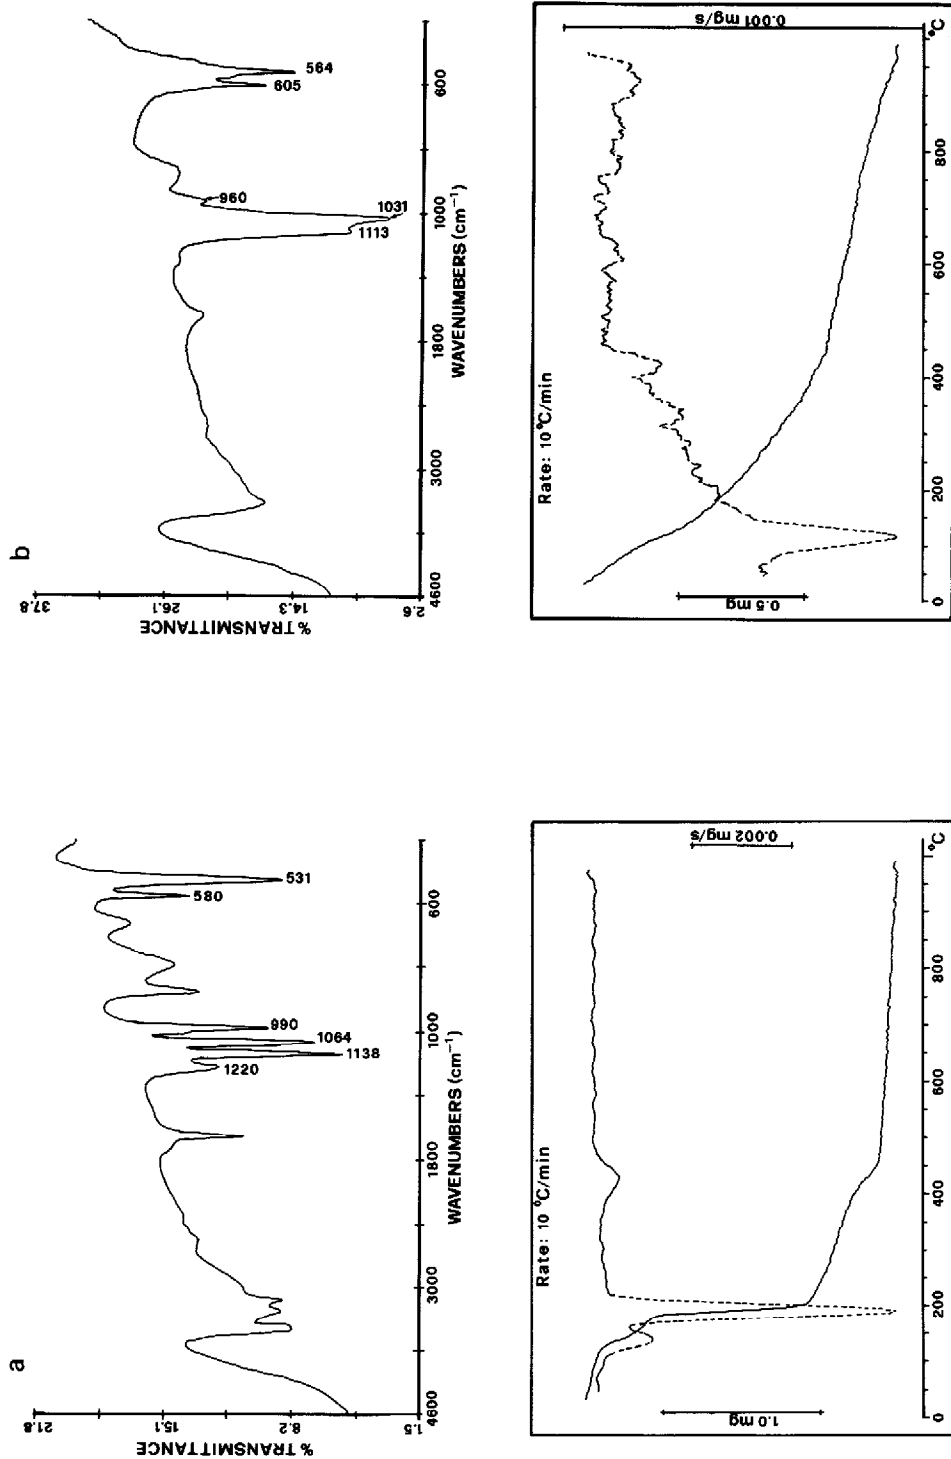 a
% TRANSMITTANCE
21.8
15.1
8.2
1.5
4600
3000
1800
1000
600
WAVENUMBERS (cm⁻¹)
1220
1138
1064
990
580
531
b
% TRANSMITTANCE
37.8
26.1
14.3
2.6
4600
3000
1800
1000
600
WAVENUMBERS (cm⁻¹)
1113
1031
960
605
564
Rate: 10 °C/min
1.0 mg
0.002 mg/s
0
200
400
600
800
°C
Rate: 10 °C/min
0.5 mg
0.001 mg/s
0
200
400
600
800
°C